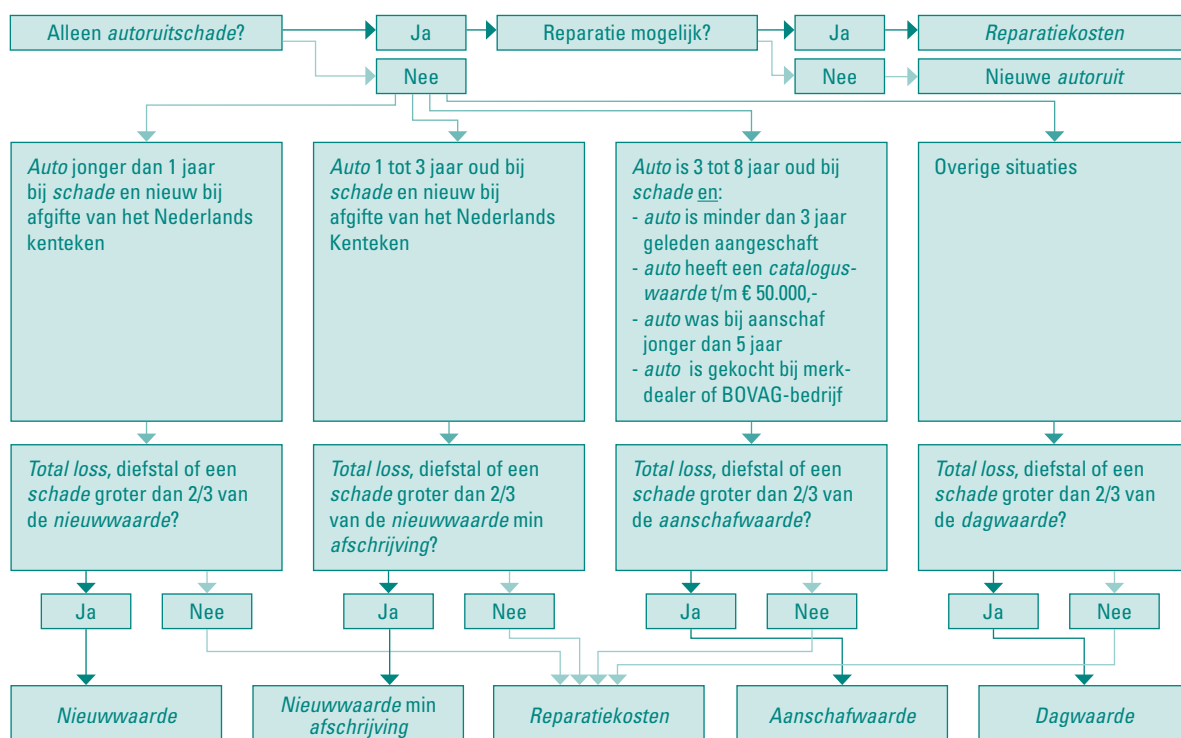 Alleen autoruitschade?
Ja
Reparatie mogelijk?
Ja
Reparatiekosten
Nee
Nee
Nieuwe autoruit
Auto jonger dan 1 jaar
bij schade en nieuw bij
afgifte van het Nederlands
kenteken
Auto 1 tot 3 jaar oud bij
schade en nieuw bij
afgifte van het Nederlands
Kenteken
Auto is 3 tot 8 jaar oud bij
schade en:
- auto is minder dan 3 jaar
geleden aangeschaft
- auto heeft een catalogus-
waarde t/m € 50.000,-
- auto was bij aanschaf
jonger dan 5 jaar
- auto is gekocht bij merk-
dealer of BOVAG-bedrijf
Overige situaties
Total loss, diefstal of een
schade groter dan 2/3 van
de nieuwwaarde?
Total loss, diefstal of een
schade groter dan 2/3
van de nieuwwaarde min
afschrijving?
Total loss, diefstal of een
schade groter dan 2/3 van
de aanschafwaarde?
Total loss, diefstal of een
schade groter dan 2/3 van
de dagwaarde?
Ja
Nee
Ja
Nee
Ja
Nee
Ja
Nee
Nieuwwaarde
Nieuwwaarde min
afschrijving
Reparatiekosten
Aanschafwaarde
Dagwaarde